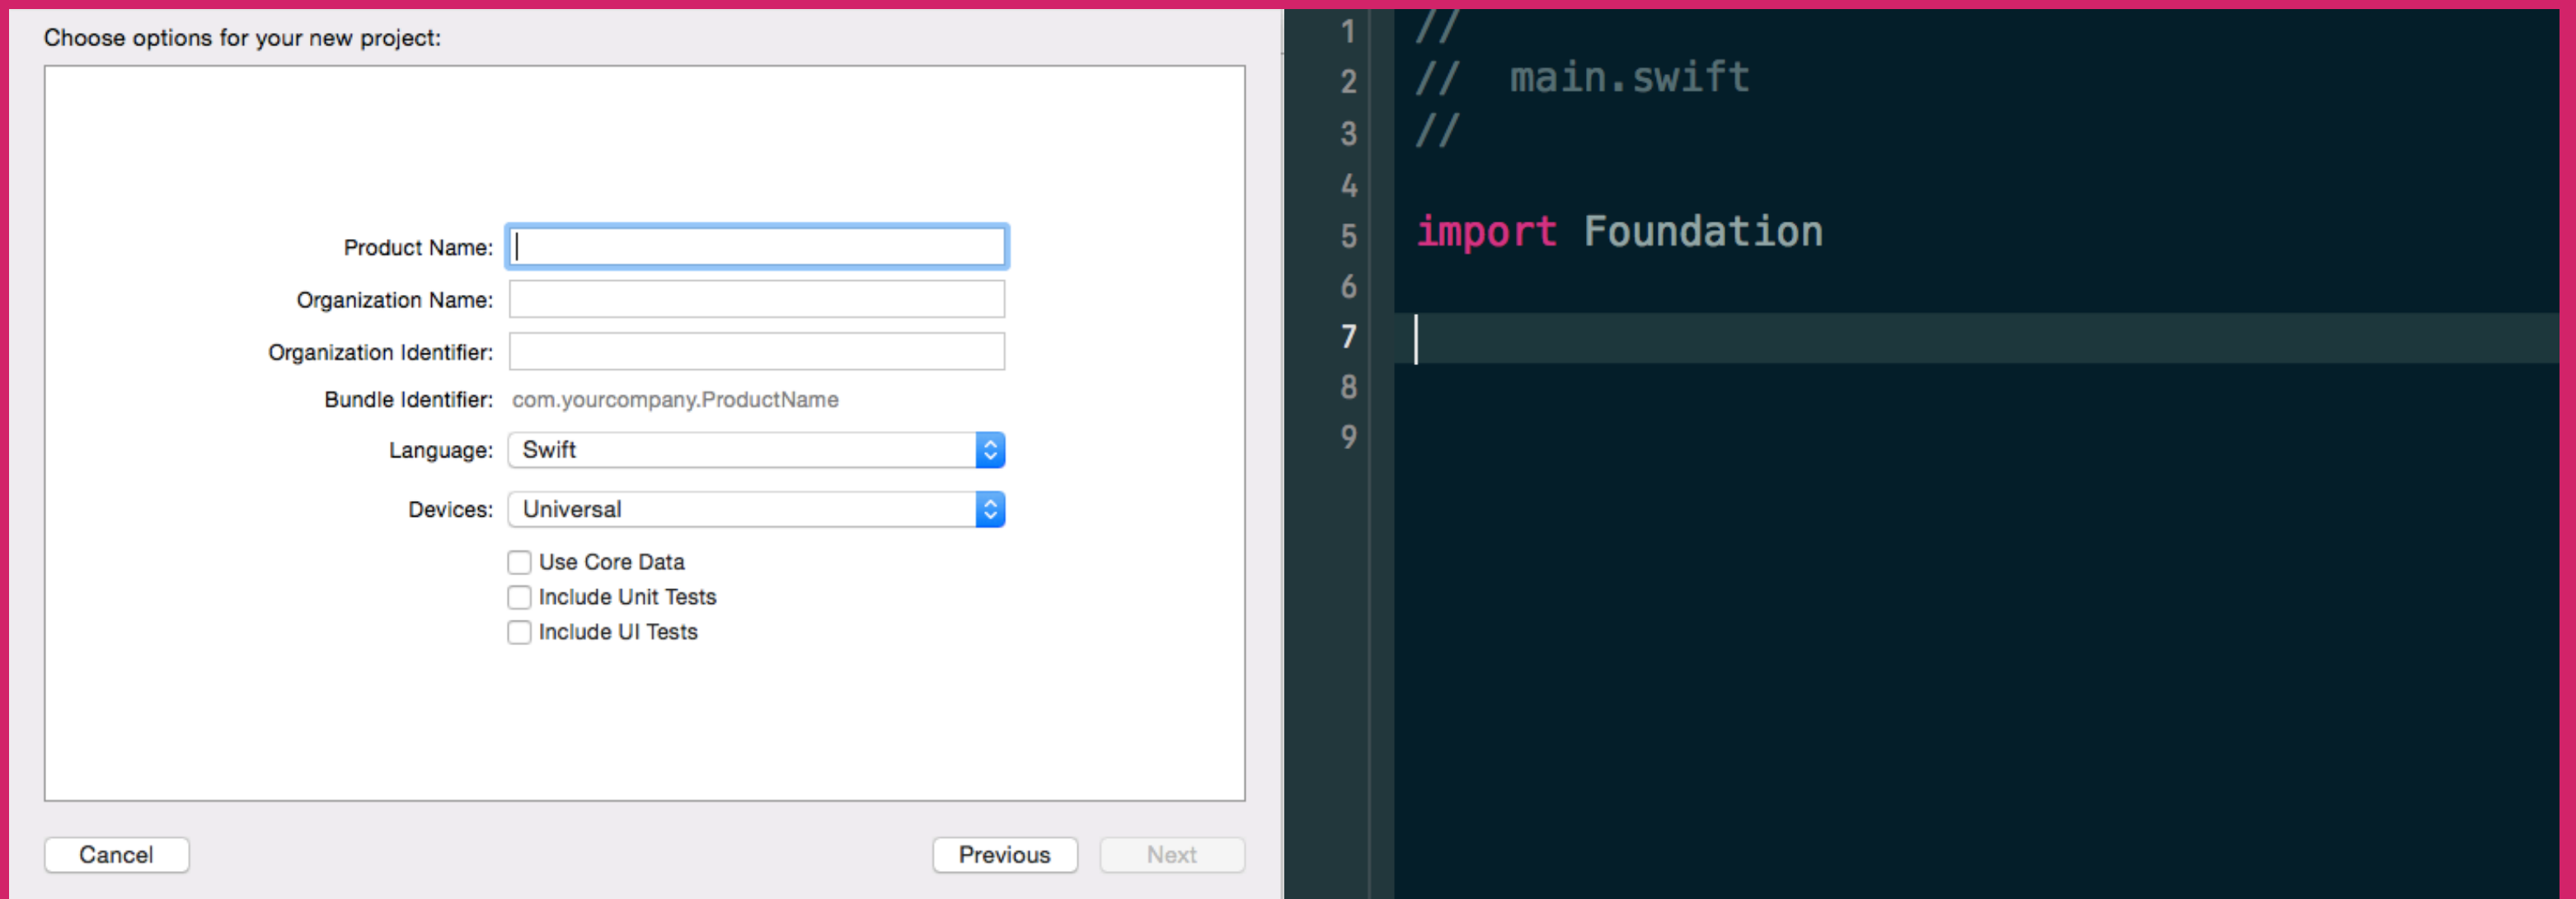 Choose options for your new project:
Product Name:
Organization Name:
Organization Identifier:
Bundle Identifier: com.yourcompany.ProductName
Language: Swift
Devices: Universal
Use Core Data
Include Unit Tests
Include UI Tests
Cancel Previous Next
1 //
2 // main.swift
3 //
4
5 import Foundation
6
7
8
9